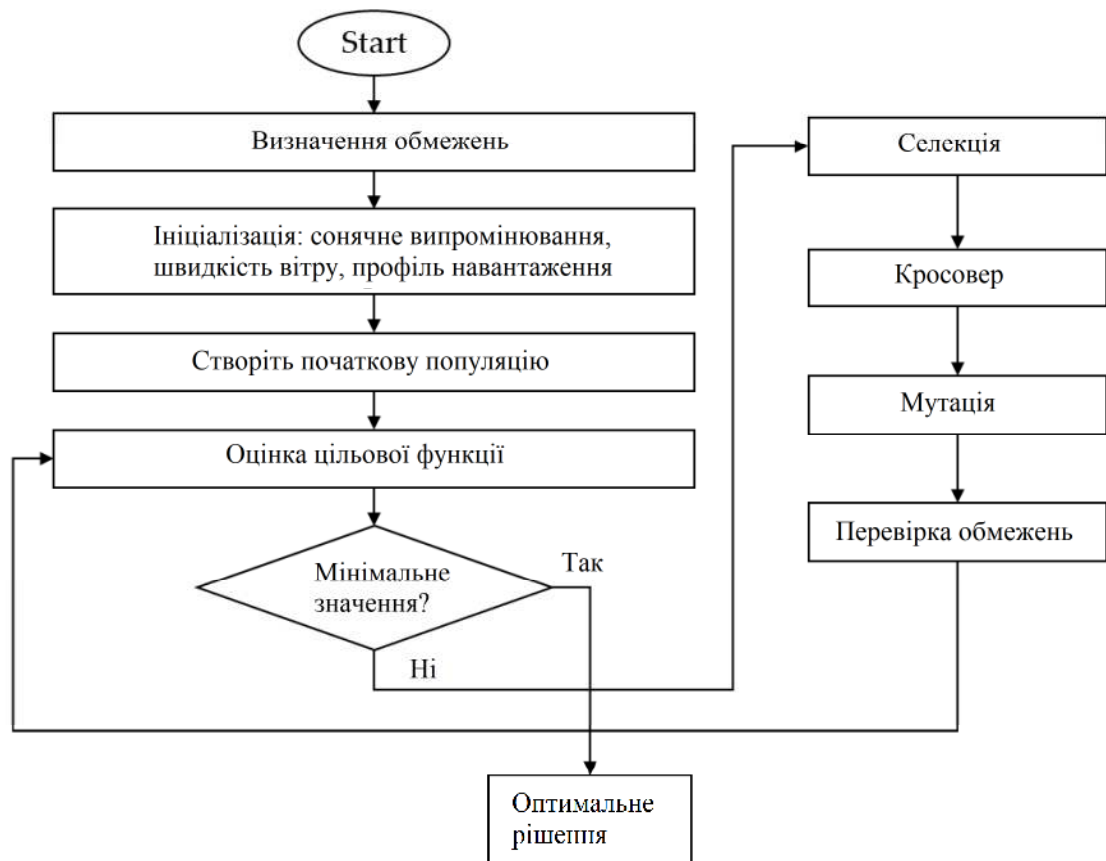 Start
Визначення обмежень
Ініціалізація: сонячне випромінювання,
швидкість вітру, профіль навантаження
Створіть початкову популяцію
Оцінка цільової функції
Мінімальне
значення?
Так
Ні
Селекція
Кросовер
Мутація
Перевірка обмежень
Оптимальне
рішення